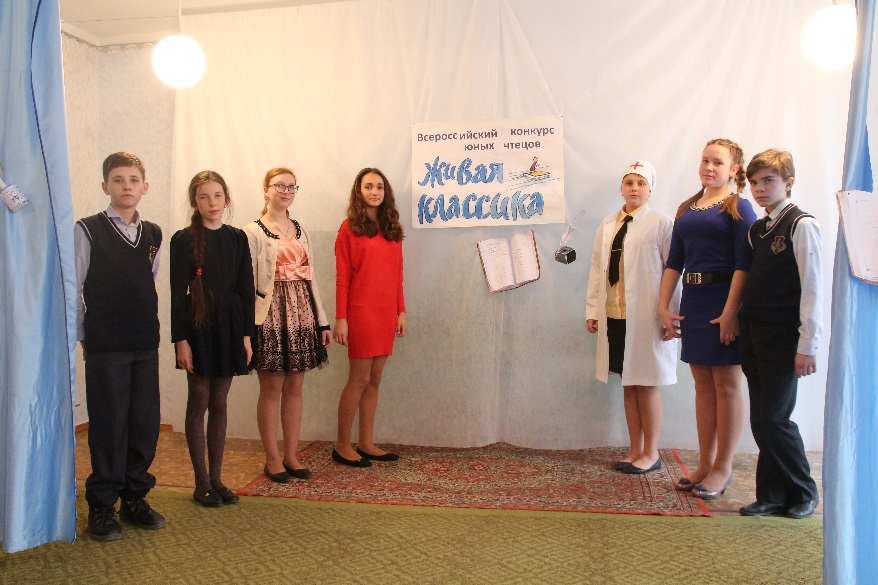 Всероссийский конкурс
юных чтецов
Живая
классика